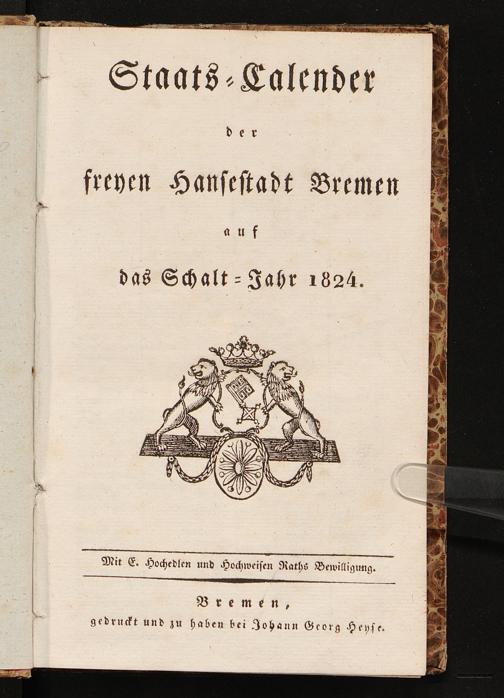 Staats-Calender
der
freyen Hansestadt Bremen
auf
das Schalt-Jahr 1824.
Mit E. Hochedlen und Hochweisen Raths Bewilligung.
Bremen,
gedruckt und zu haben bei Johann Georg Heyse.